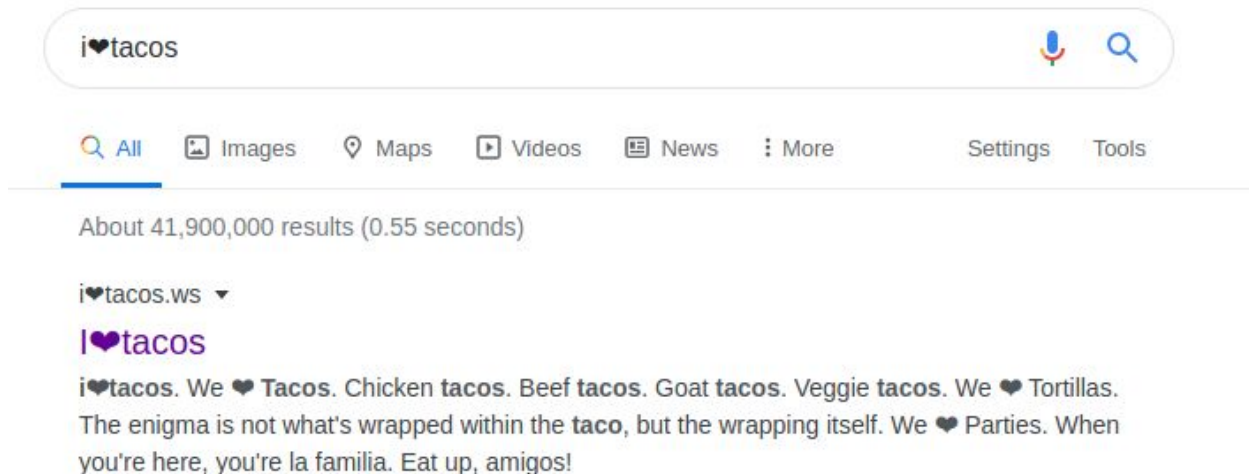 i❤tacos
All Images Maps Videos News More Settings Tools
About 41,900,000 results (0.55 seconds)
i❤tacos.ws
I❤tacos
i❤tacos. We ❤ Tacos. Chicken tacos. Beef tacos. Goat tacos. Veggie tacos. We ❤ Tortillas.
The enigma is not what's wrapped within the taco, but the wrapping itself. We ❤ Parties. When
you're here, you're la familia. Eat up, amigos!